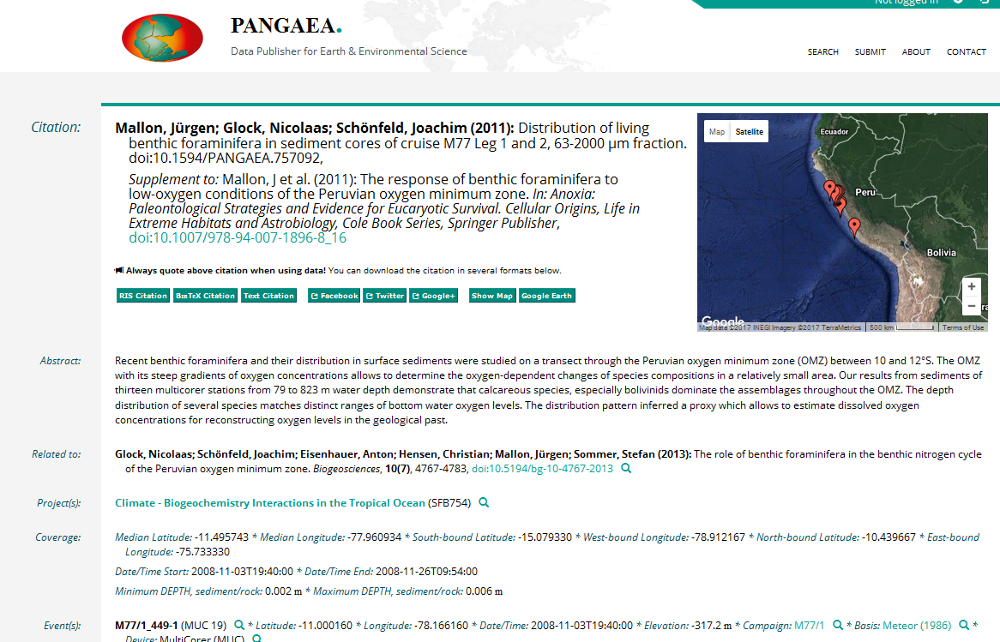 Not logged in
PANGAEA.
Data Publisher for Earth & Environmental Science
SEARCH SUBMIT ABOUT CONTACT
Citation:
Mallon, Jürgen; Glock, Nicolaas; Schönfeld, Joachim (2011): Distribution of living
benthic foraminifera in sediment cores of cruise M77 Leg 1 and 2, 63-2000 µm fraction.
doi:10.1594/PANGAEA.757092,
Supplement to: Mallon, J et al. (2011): The response of benthic foraminifera to
low-oxygen conditions of the Peruvian oxygen minimum zone. In: Anoxia:
Paleontological Strategies and Evidence for Eucaryotic Survival. Cellular Origins, Life in
Extreme Habitats and Astrobiology, Cole Book Series, Springer Publisher,
doi:10.1007/978-94-007-1896-8_16
Always quote above citation when using data! You can download the citation in several formats below.
RIS Citation BibTeX Citation Text Citation Facebook Twitter Google+ Show Map Google Earth
Map Satellite
Ecuador
Peru
Bolivia
+
−
Google
Map data ©2017 INEGI Imagery ©2017 TerraMetrics 500 km Terms of Use
Abstract:
Recent benthic foraminifera and their distribution in surface sediments were studied on a transect through the Peruvian oxygen minimum zone (OMZ) between 10 and 12°S. The OMZ
with its steep gradients of oxygen concentrations allows to determine the oxygen-dependent changes of species compositions in a relatively small area. Our results from sediments of
thirteen multicorer stations from 79 to 823 m water depth demonstrate that calcareous species, especially bolivinids dominate the assemblages throughout the OMZ. The depth
distribution of several species matches distinct ranges of bottom water oxygen levels. The distribution pattern inferred a proxy which allows to estimate dissolved oxygen
concentrations for reconstructing oxygen levels in the geological past.
Related to:
Glock, Nicolaas; Schönfeld, Joachim; Eisenhauer, Anton; Hensen, Christian; Mallon, Jürgen; Sommer, Stefan (2013): The role of benthic foraminifera in the benthic nitrogen cycle
of the Peruvian oxygen minimum zone. Biogeosciences, 10(7), 4767-4783, doi:10.5194/bg-10-4767-2013
Project(s):
Climate - Biogeochemistry Interactions in the Tropical Ocean (SFB754)
Coverage:
Median Latitude: -11.495743 * Median Longitude: -77.960934 * South-bound Latitude: -15.079330 * West-bound Longitude: -78.912167 * North-bound Latitude: -10.439667 * East-bound
Longitude: -75.733330
Date/Time Start: 2008-11-03T19:40:00 * Date/Time End: 2008-11-26T09:54:00
Minimum DEPTH, sediment/rock: 0.002 m * Maximum DEPTH, sediment/rock: 0.006 m
Event(s):
M77/1_449-1 (MUC 19) * Latitude: -11.000160 * Longitude: -78.166160 * Date/Time: 2008-11-03T19:40:00 * Elevation: -317.2 m * Campaign: M77/1 * Basis: Meteor (1986) *
Device: MultiCorer (MUC)